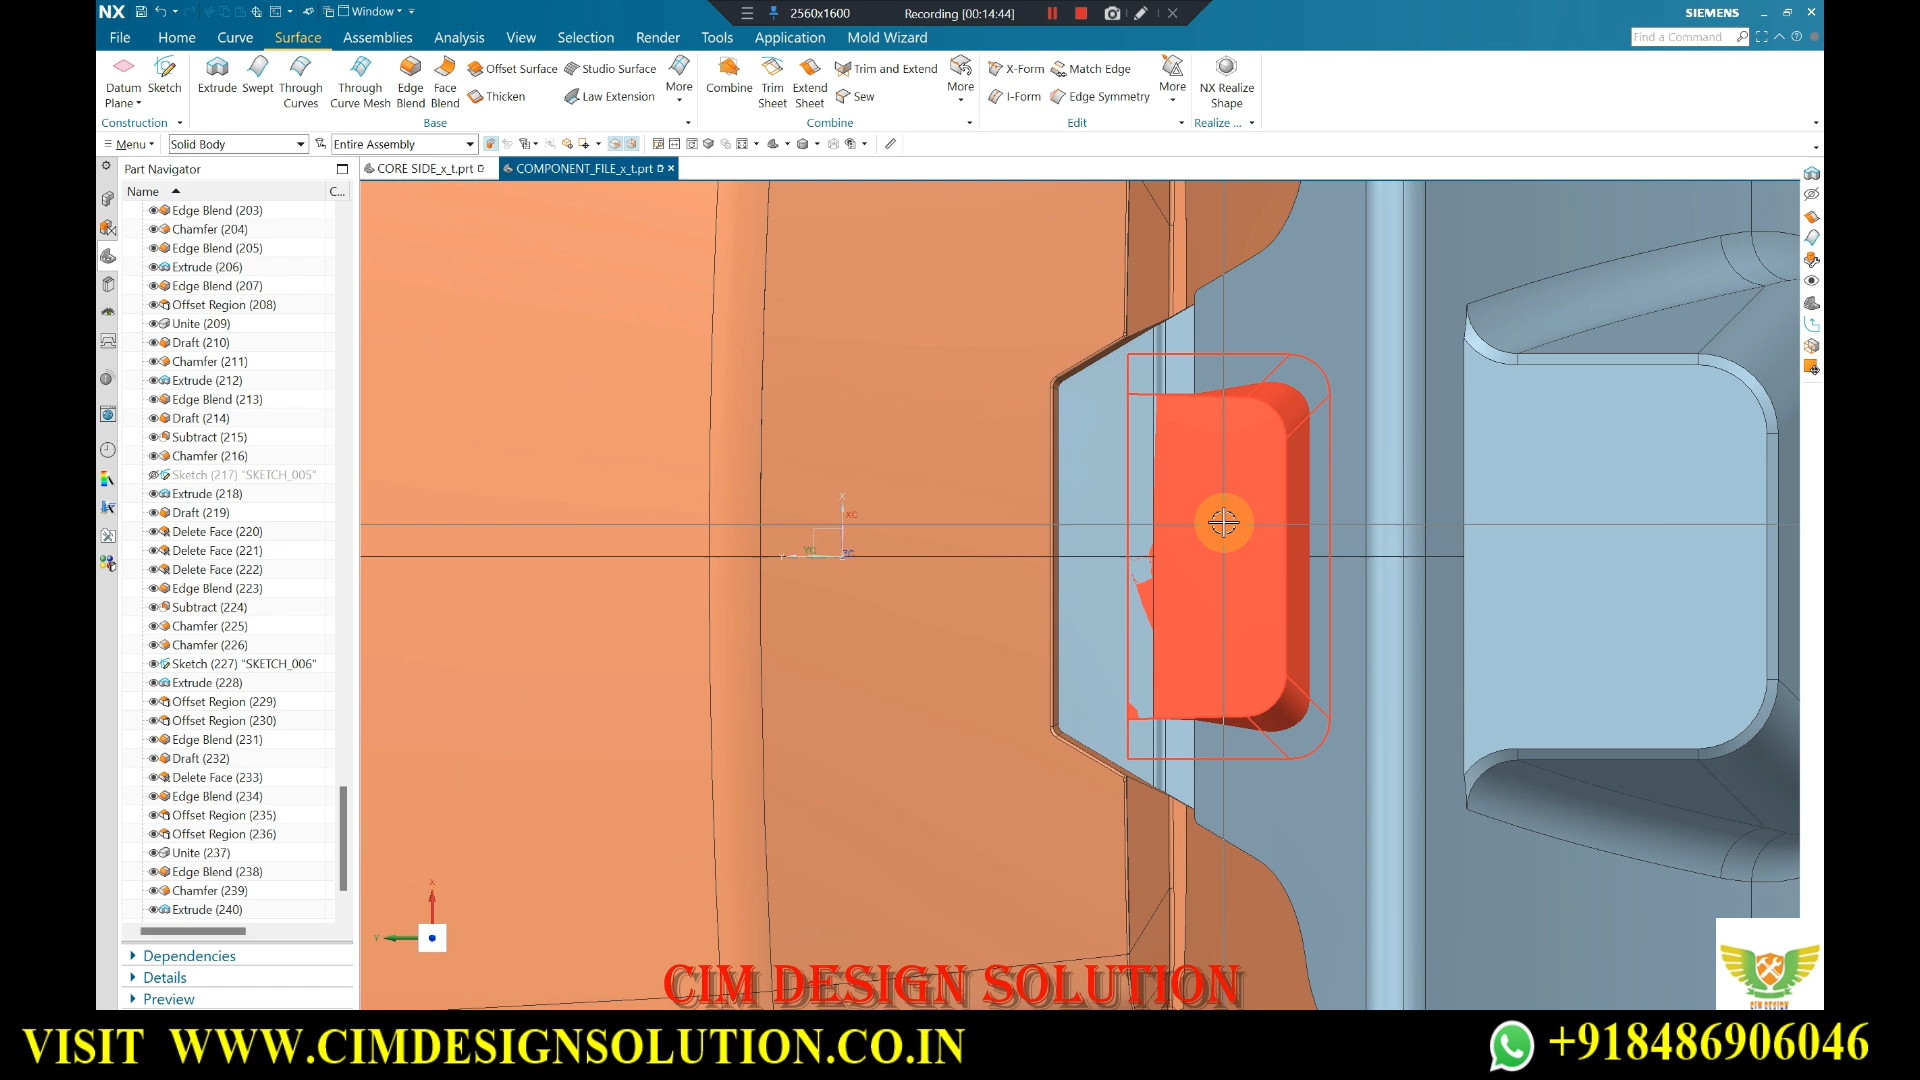 NX
Window
2560x1600
Recording [00:14:44]
SIEMENS
File
Home
Curve
Surface
Assemblies
Analysis
View
Selection
Render
Tools
Application
Mold Wizard
Find a Command
Datum Plane
Sketch
Extrude
Swept
Through Curves
Through Curve Mesh
Edge Blend
Face Blend
Offset Surface
Thicken
Studio Surface
Law Extension
More
Combine
Trim Sheet
Extend Sheet
Trim and Extend
Sew
More
X-Form
I-Form
Match Edge
Edge Symmetry
More
NX Realize Shape
Construction
Base
Combine
Edit
Realize ...
Menu
Solid Body
Entire Assembly
Part Navigator
CORE SIDE_x_t.prt
COMPONENT_FILE_x_t.prt
Name
C...
Edge Blend (203)
Chamfer (204)
Edge Blend (205)
Extrude (206)
Edge Blend (207)
Offset Region (208)
Unite (209)
Draft (210)
Chamfer (211)
Extrude (212)
Edge Blend (213)
Draft (214)
Subtract (215)
Chamfer (216)
Sketch (217) "SKETCH_005"
Extrude (218)
Draft (219)
Delete Face (220)
Delete Face (221)
Delete Face (222)
Edge Blend (223)
Subtract (224)
Chamfer (225)
Chamfer (226)
Sketch (227) "SKETCH_006"
Extrude (228)
Offset Region (229)
Offset Region (230)
Edge Blend (231)
Draft (232)
Delete Face (233)
Edge Blend (234)
Offset Region (235)
Offset Region (236)
Unite (237)
Edge Blend (238)
Chamfer (239)
Extrude (240)
Dependencies
Details
Preview
X
XC
YC
ZC
Y
X
Y
CIM DESIGN SOLUTION
CIM DESIGN
VISIT WWW.CIMDESIGNSOLUTION.CO.IN
+918486906046